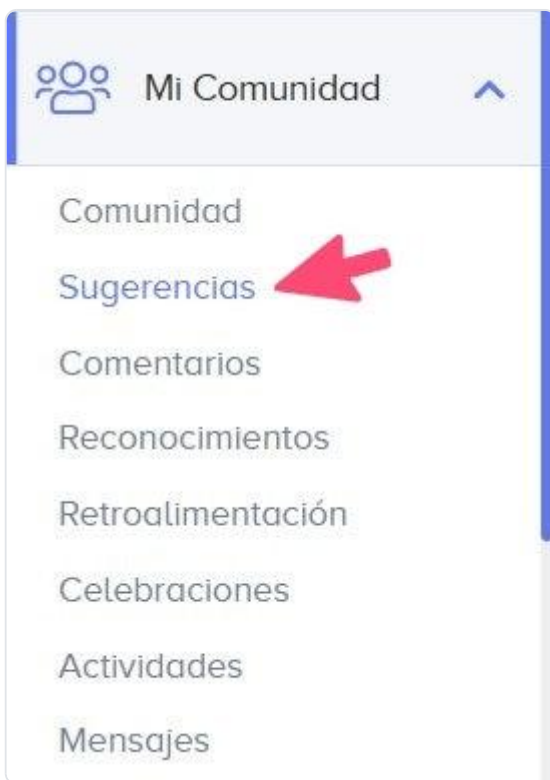 Mi Comunidad
Comunidad
Sugerencias
Comentarios
Reconocimientos
Retroalimentación
Celebraciones
Actividades
Mensajes